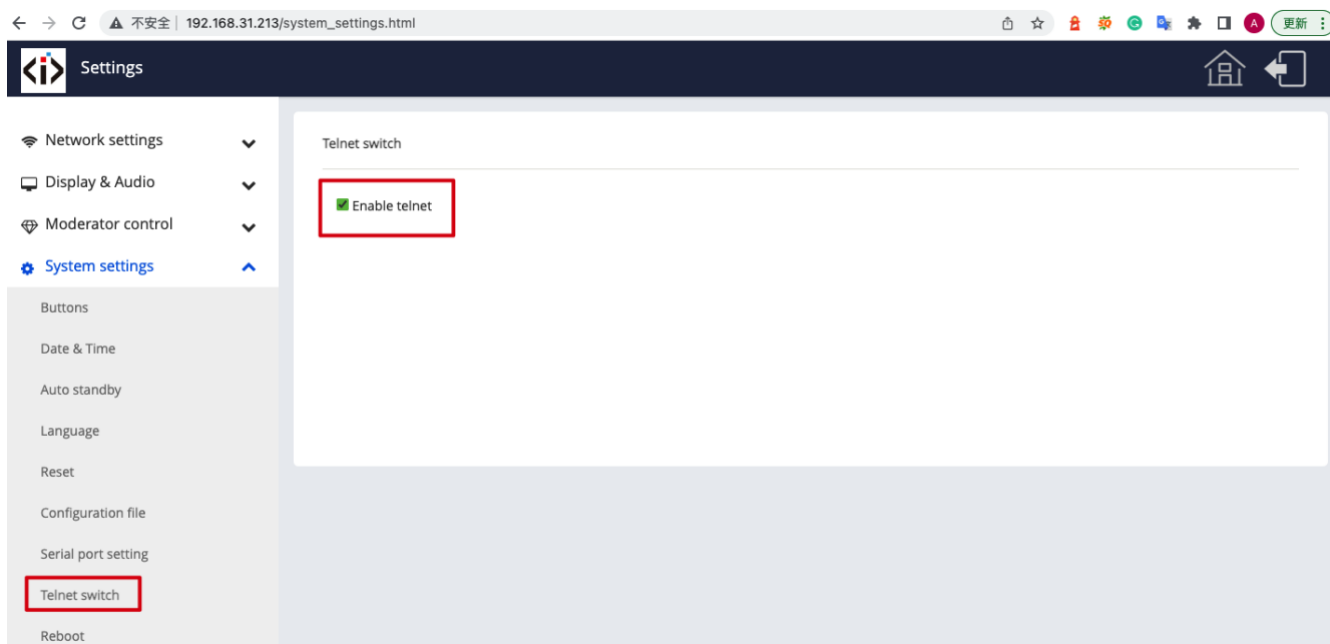 不安全 | 192.168.31.213/system_settings.html
A
更新
<i> Settings
Network settings
Display & Audio
Moderator control
System settings
Buttons
Date & Time
Auto standby
Language
Reset
Configuration file
Serial port setting
Telnet switch
Reboot
Telnet switch
Enable telnet